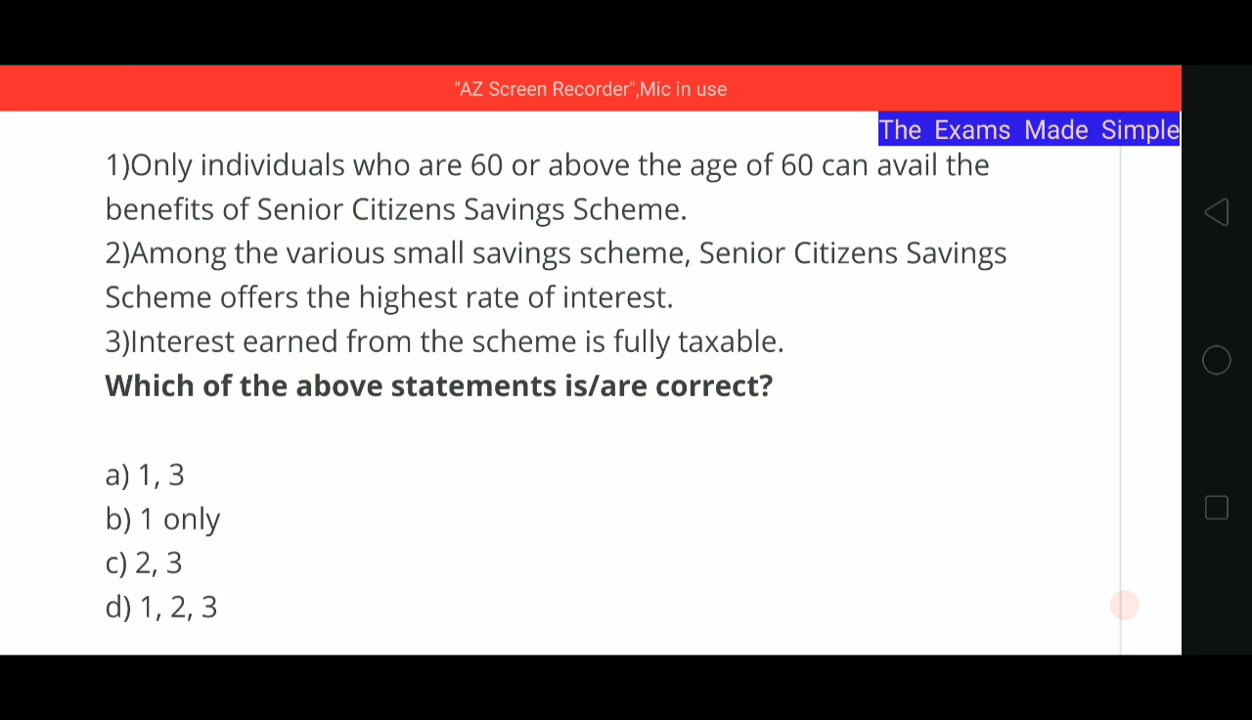 "AZ Screen Recorder",Mic in use
The Exams Made Simple
1)Only individuals who are 60 or above the age of 60 can avail the
benefits of Senior Citizens Savings Scheme.
2)Among the various small savings scheme, Senior Citizens Savings
Scheme offers the highest rate of interest.
3)Interest earned from the scheme is fully taxable.
Which of the above statements is/are correct?
a) 1, 3
b) 1 only
c) 2, 3
d) 1, 2, 3